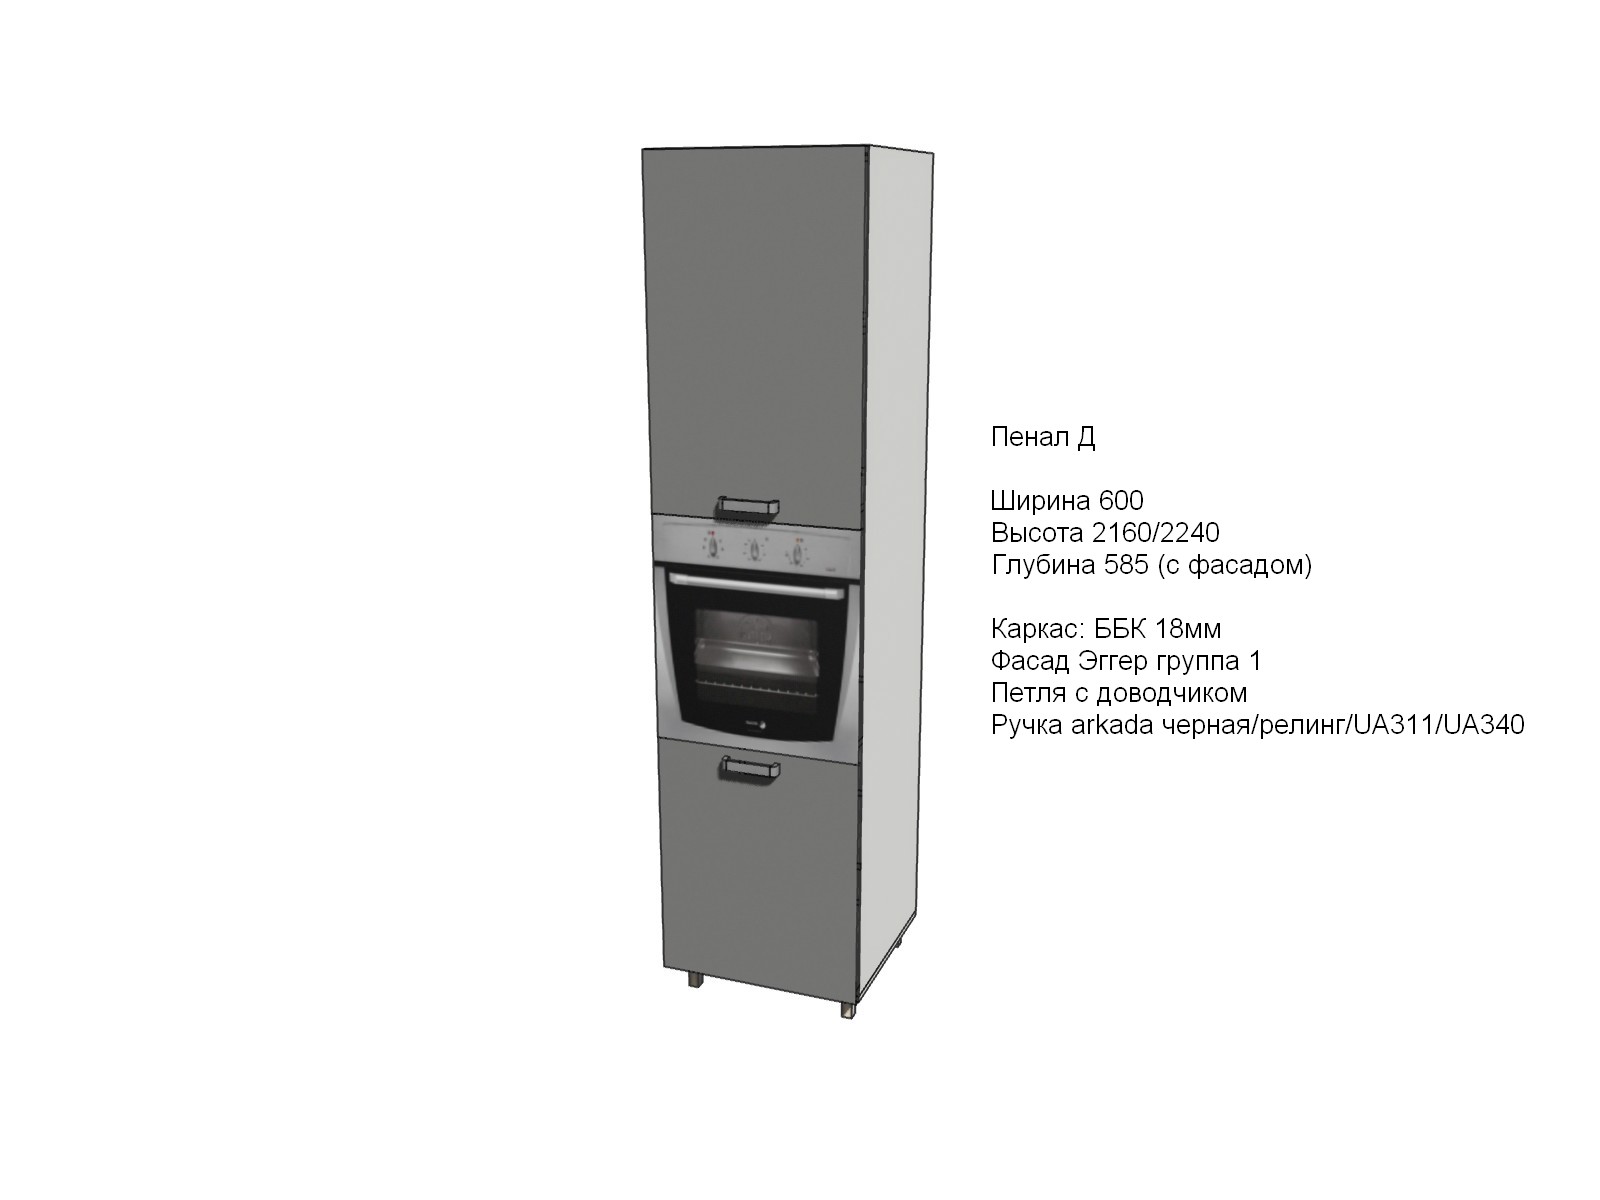 Пенал Д
Ширина 600
Высота 2160/2240
Глубина 585 (с фасадом)
Каркас: ББК 18мм
Фасад Эггер группа 1
Петля с доводчиком
Ручка arkada черная/релинг/UA311/UA340